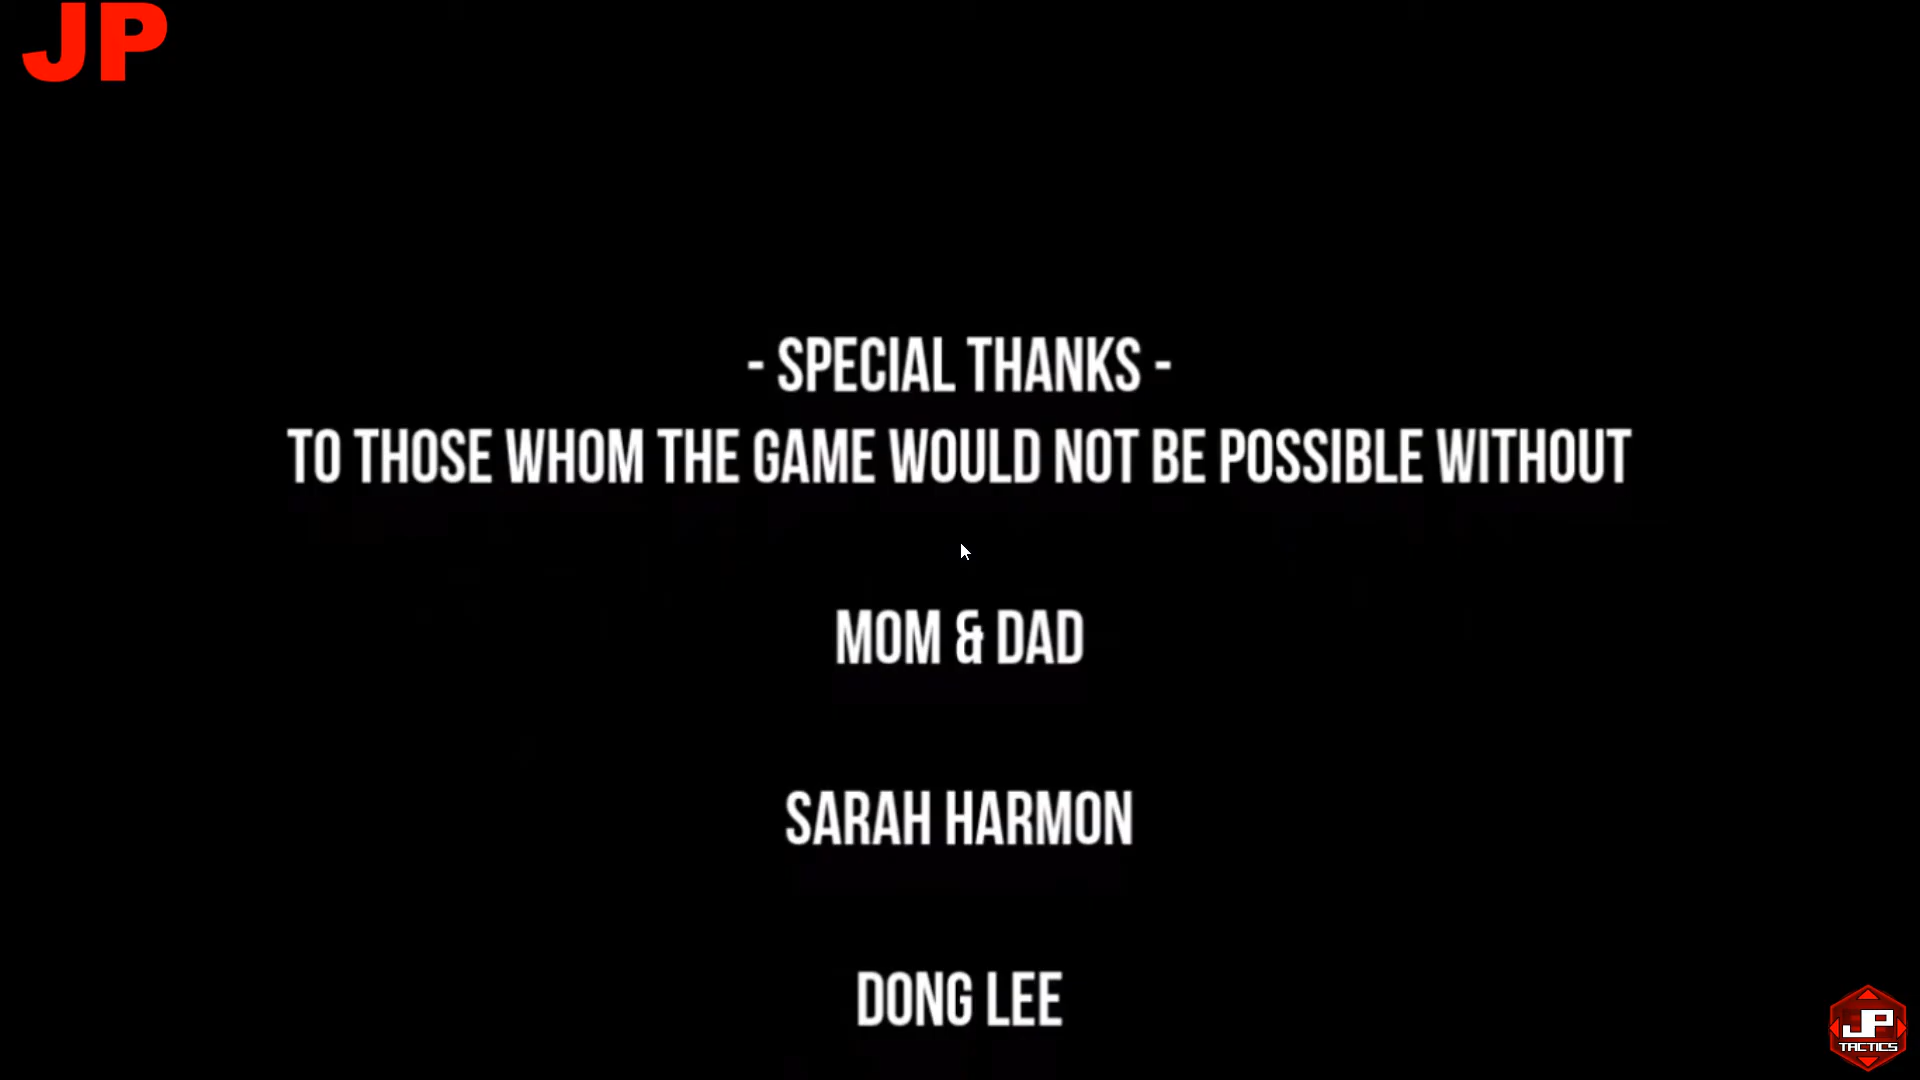 JP
- SPECIAL THANKS -
TO THOSE WHOM THE GAME WOULD NOT BE POSSIBLE WITHOUT
MOM & DAD
SARAH HARMON
DONG LEE
JP
TACTICS